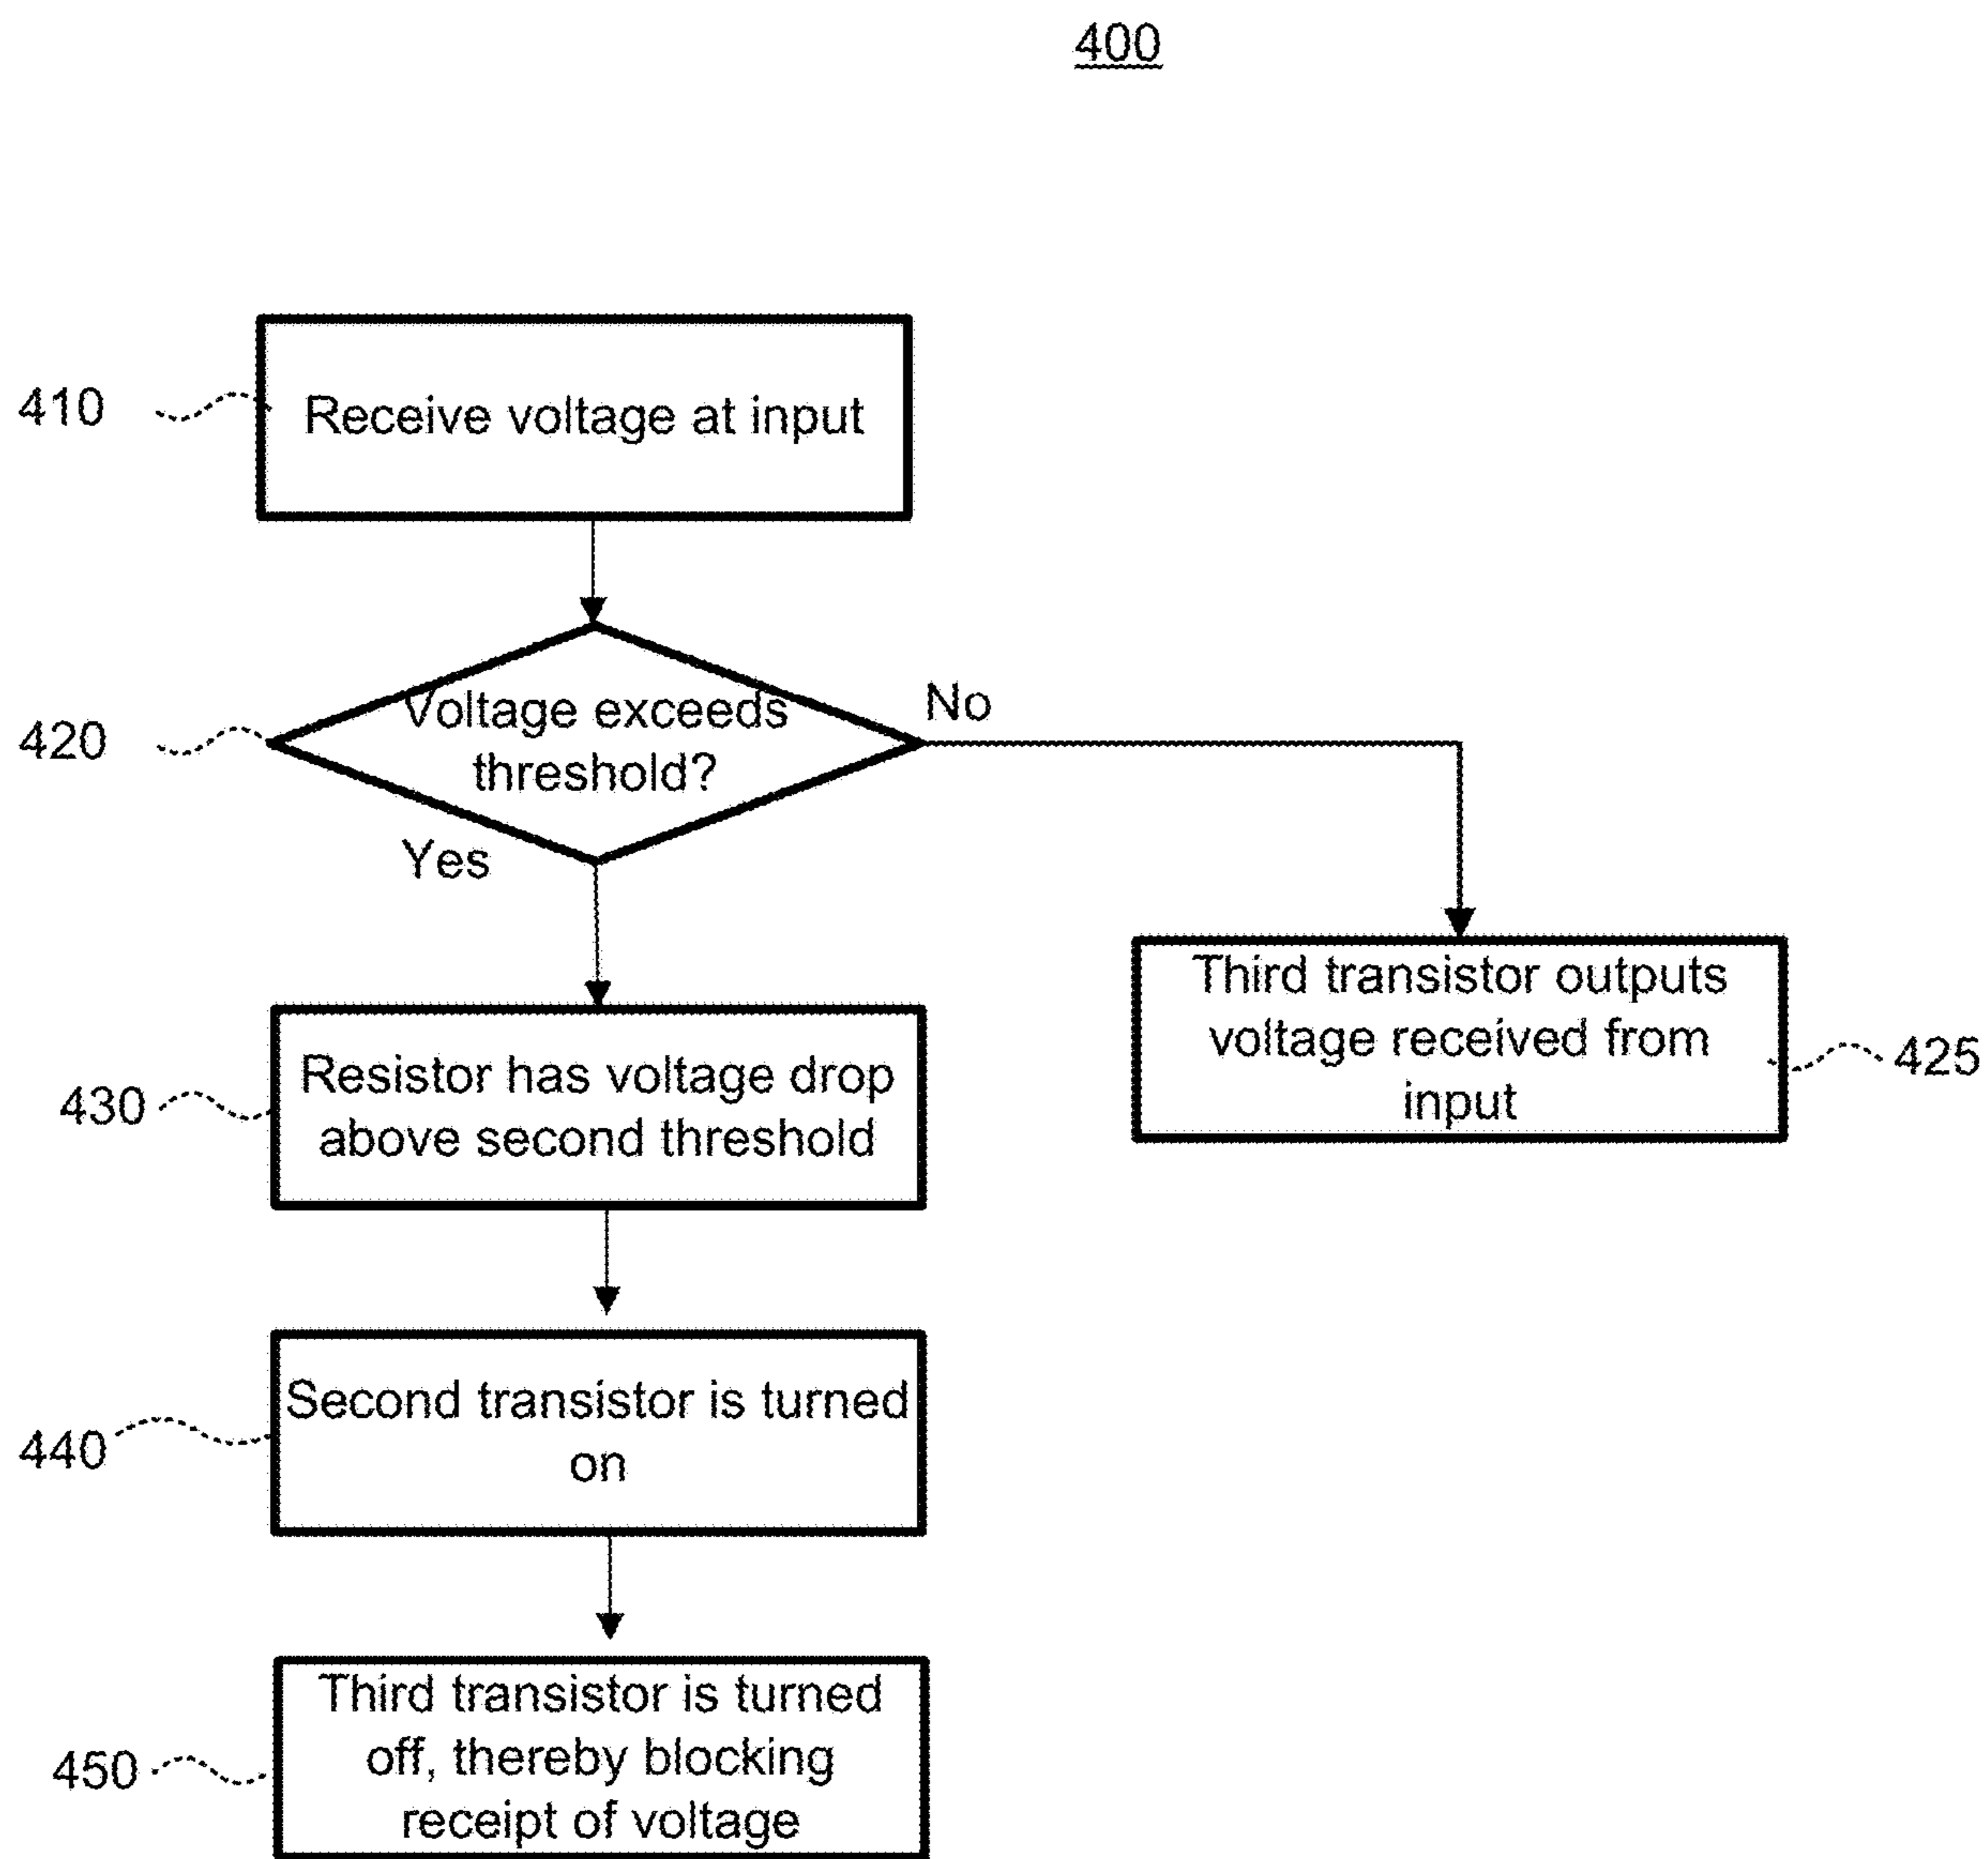 400
410
Receive voltage at input
420
Voltage exceeds
threshold?
No
Yes
Third transistor outputs
voltage received from
input
425
430
Resistor has voltage drop
above second threshold
440
Second transistor is turned
on
450
Third transistor is turned
off, thereby blocking
receipt of voltage